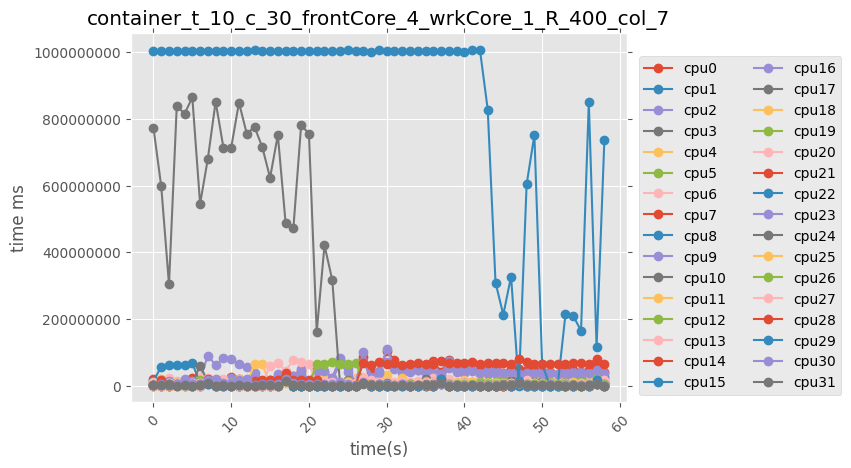 container_t_10_c_30_frontCore_4_wrkCore_1_R_400_col_7
1000000000
800000000
600000000
400000000
200000000
0
time ms
0 10 20 30 40 50 60
time(s)
cpu0 cpu16
cpu1 cpu17
cpu2 cpu18
cpu3 cpu19
cpu4 cpu20
cpu5 cpu21
cpu6 cpu22
cpu7 cpu23
cpu8 cpu24
cpu9 cpu25
cpu10 cpu26
cpu11 cpu27
cpu12 cpu28
cpu13 cpu29
cpu14 cpu30
cpu15 cpu31